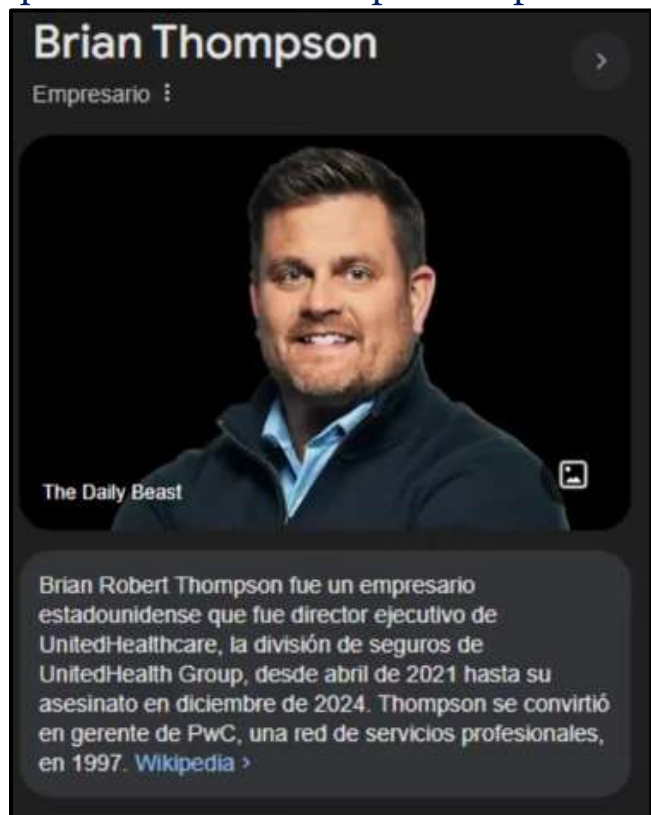 Brian Thompson
Empresario
The Daily Beast
Brian Robert Thompson fue un empresario
estadounidense que fue director ejecutivo de
UnitedHealthcare, la división de seguros de
UnitedHealth Group, desde abril de 2021 hasta su
asesinato en diciembre de 2024. Thompson se convirtió
en gerente de PwC, una red de servicios profesionales,
en 1997. Wikipedia